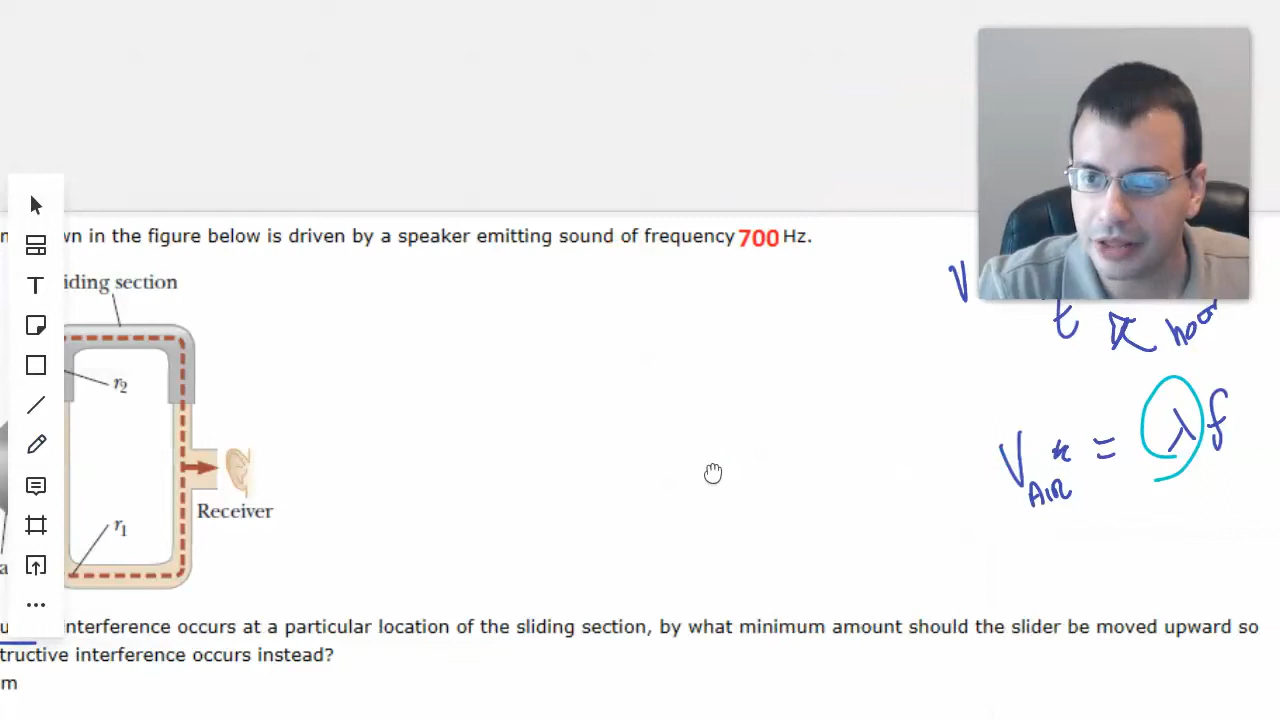 wn in the figure below is driven by a speaker emitting sound of frequency 700 Hz.
iding section
V
t
r2
V AIR = λf
Receiver
r1
interference occurs at a particular location of the sliding section, by what minimum amount should the slider be moved upward so
tructive interference occurs instead?
m